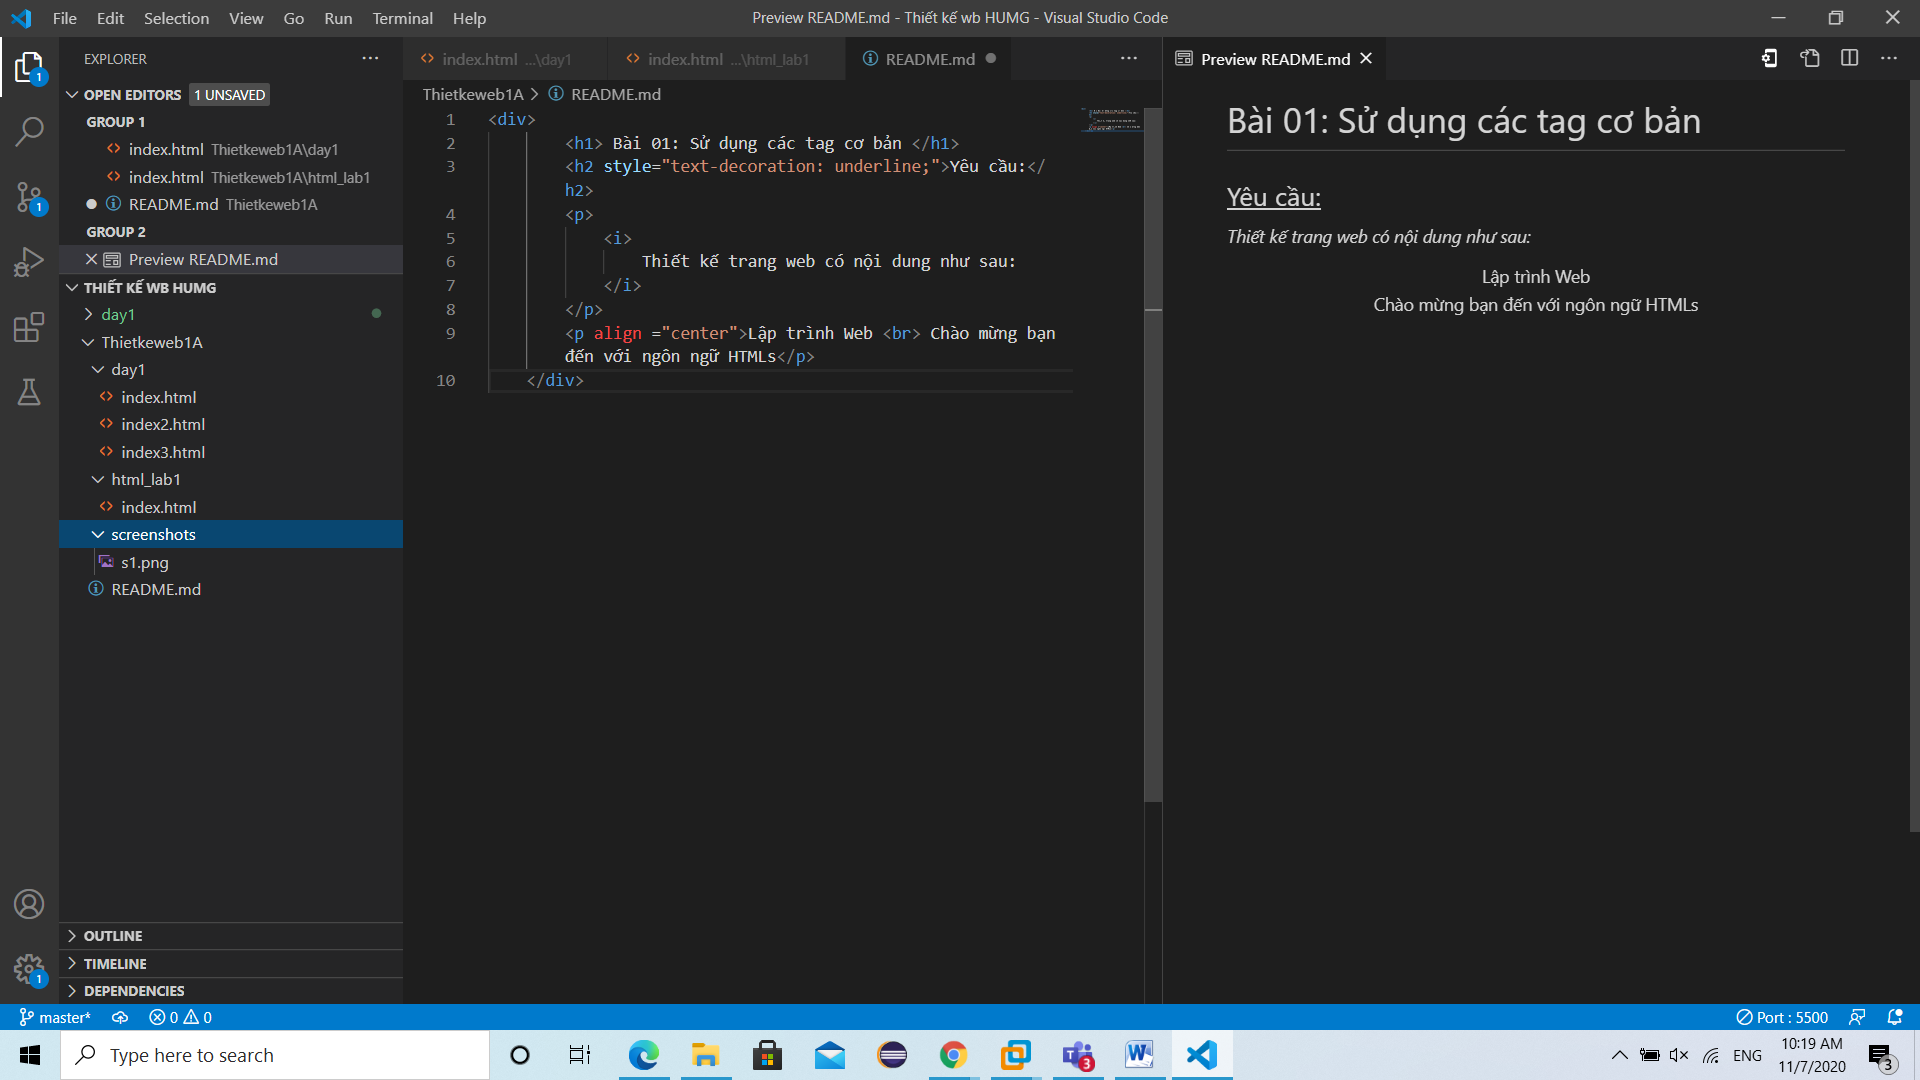 File Edit Selection View Go Run Terminal Help
Preview README.md - Thiết kế wb HUMG - Visual Studio Code
EXPLORER
OPEN EDITORS 1 UNSAVED
GROUP 1
index.html Thietkeweb1A\day1
index.html Thietkeweb1A\html_lab1
README.md Thietkeweb1A
GROUP 2
Preview README.md
THIẾT KẾ WB HUMG
day1
Thietkeweb1A
day1
index.html
index2.html
index3.html
html_lab1
index.html
screenshots
s1.png
README.md
OUTLINE
TIMELINE
DEPENDENCIES
index.html ...\day1
index.html ...\html_lab1
README.md
Thietkeweb1A > README.md
1 <div>
2 <h1> Bài 01: Sử dụng các tag cơ bản </h1>
3 <h2 style="text-decoration: underline;">Yêu cầu:</
h2>
4 <p>
5 <i>
6 Thiết kế trang web có nội dung như sau:
7 </i>
8 </p>
9 <p align ="center">Lập trình Web <br> Chào mừng bạn
đến với ngôn ngữ HTMLs</p>
10 </div>
Preview README.md
Bài 01: Sử dụng các tag cơ bản
Yêu cầu:
Thiết kế trang web có nội dung như sau:
Lập trình Web
Chào mừng bạn đến với ngôn ngữ HTMLs
1
1
1
master* 0 0
Port : 5500
Type here to search
3
ENG
10:19 AM
11/7/2020
3